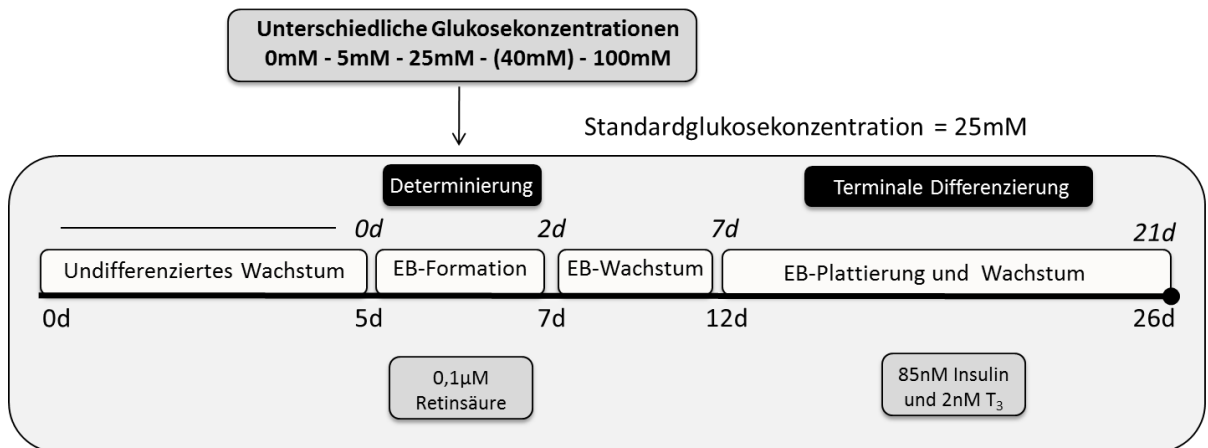 Unterschiedliche Glukosekonzentrationen
0mM - 5mM - 25mM - (40mM) - 100mM
Standardglukosekonzentration = 25mM
Determinierung
Terminale Differenzierung
0d 2d 7d 21d
Undifferenziertes Wachstum EB-Formation EB-Wachstum EB-Plattierung und Wachstum
0d 5d 7d 12d 26d
0,1µM
Retinsäure
85nM Insulin
und 2nM T₃